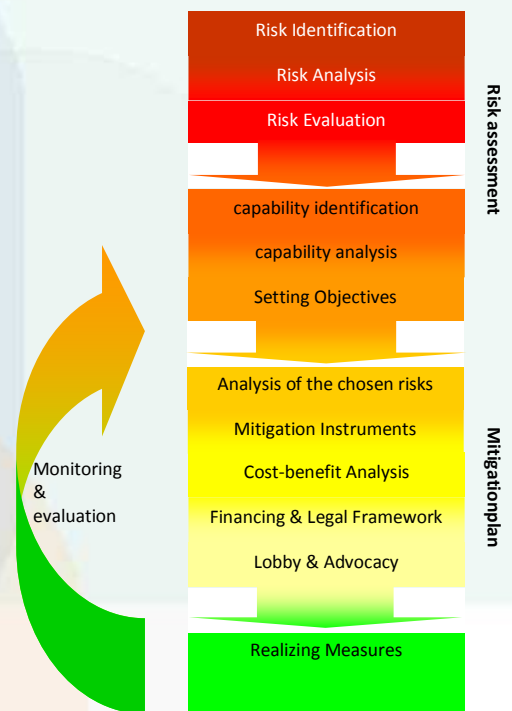 Risk Identification
Risk Analysis
Risk Evaluation
Risk assessment
capability identification
capability analysis
Setting Objectives
Analysis of the chosen risks
Mitigation Instruments
Cost-benefit Analysis
Financing & Legal Framework
Lobby & Advocacy
Mitigationplan
Monitoring
&
evaluation
Realizing Measures